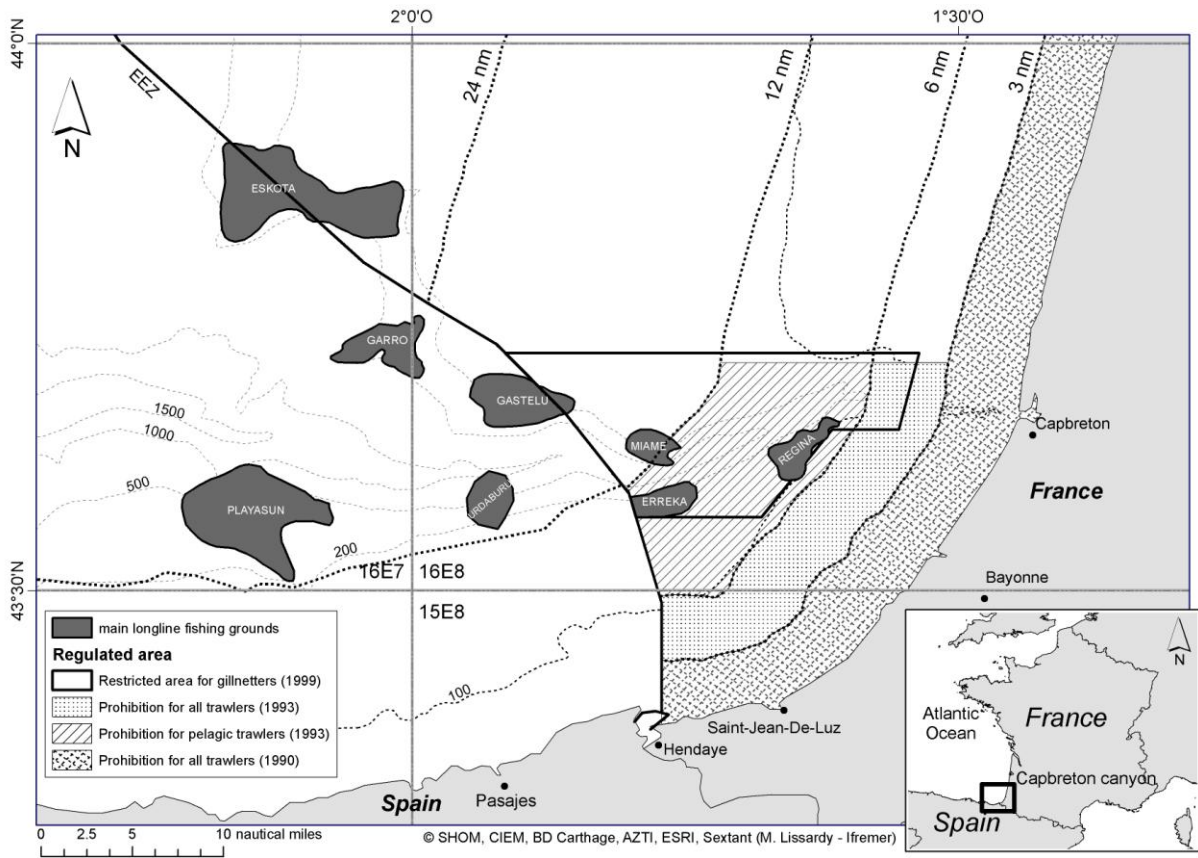 2°0'O
1°30'O
44°0'N
43°30'N
N
EEZ
24 nm
12 nm
6 nm
3 nm
ESKOTA
GARRO
GASTELU
MIAME
REGINA
Capbreton
1500
1000
500
PLAYASUN
URDABURU
ERREKA
France
200
16E7
16E8
15E8
Bayonne
100
Saint-Jean-De-Luz
Hendaye
Spain
Pasajes
main longline fishing grounds
Regulated area
Restricted area for gillnetters (1999)
Prohibition for all trawlers (1993)
Prohibition for pelagic trawlers (1993)
Prohibition for all trawlers (1990)
N
Atlantic
Ocean
France
Capbreton canyon
Spain
0 2.5 5 10 nautical miles
© SHOM, CIEM, BD Carthage, AZTI, ESRI, Sextant (M. Lissardy - Ifremer)